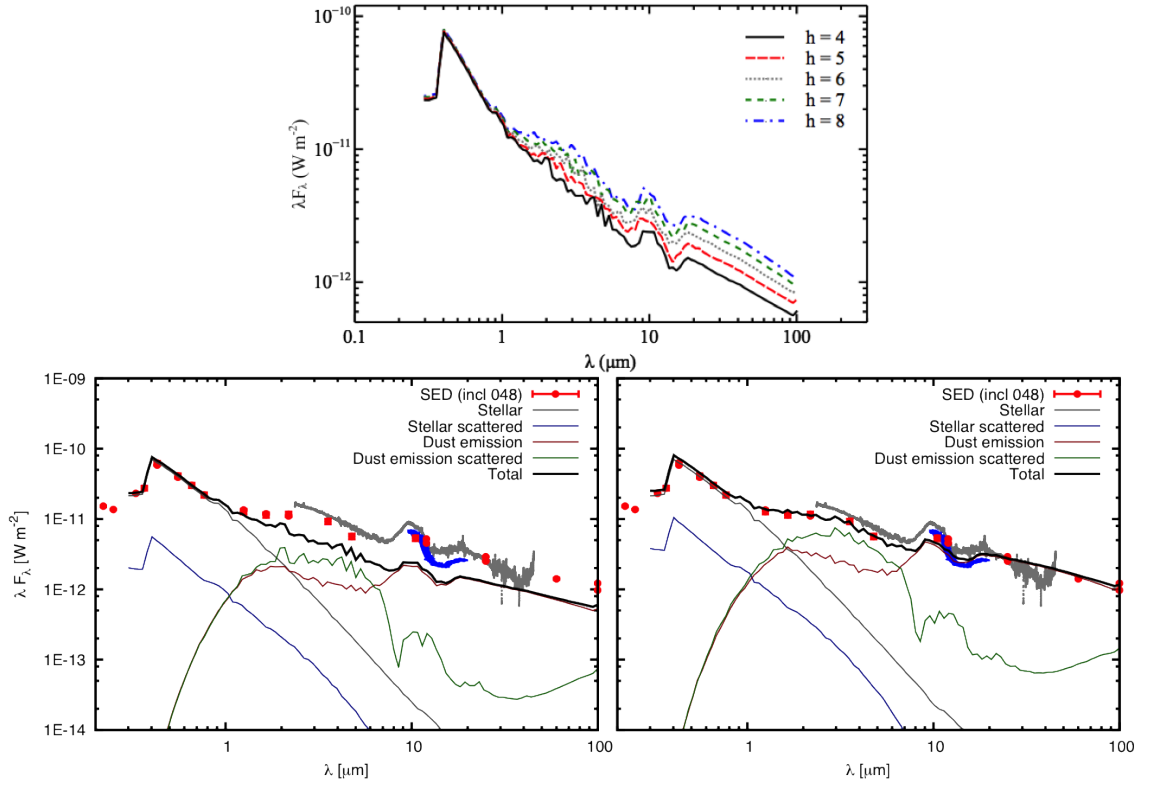 10⁻¹⁰
10⁻¹¹
10⁻¹²
λFλ (W m⁻²)
h = 4
h = 5
h = 6
h = 7
h = 8
0.1 1 10 100
λ (μm)
1E-09
1E-10
1E-11
1E-12
1E-13
1E-14
λ Fλ [W m⁻²]
SED (incl 048)
Stellar
Stellar scattered
Dust emission
Dust emission scattered
Total
1 10 100
λ [μm]
SED (incl 048)
Stellar
Stellar scattered
Dust emission
Dust emission scattered
Total
1 10 100
λ [μm]